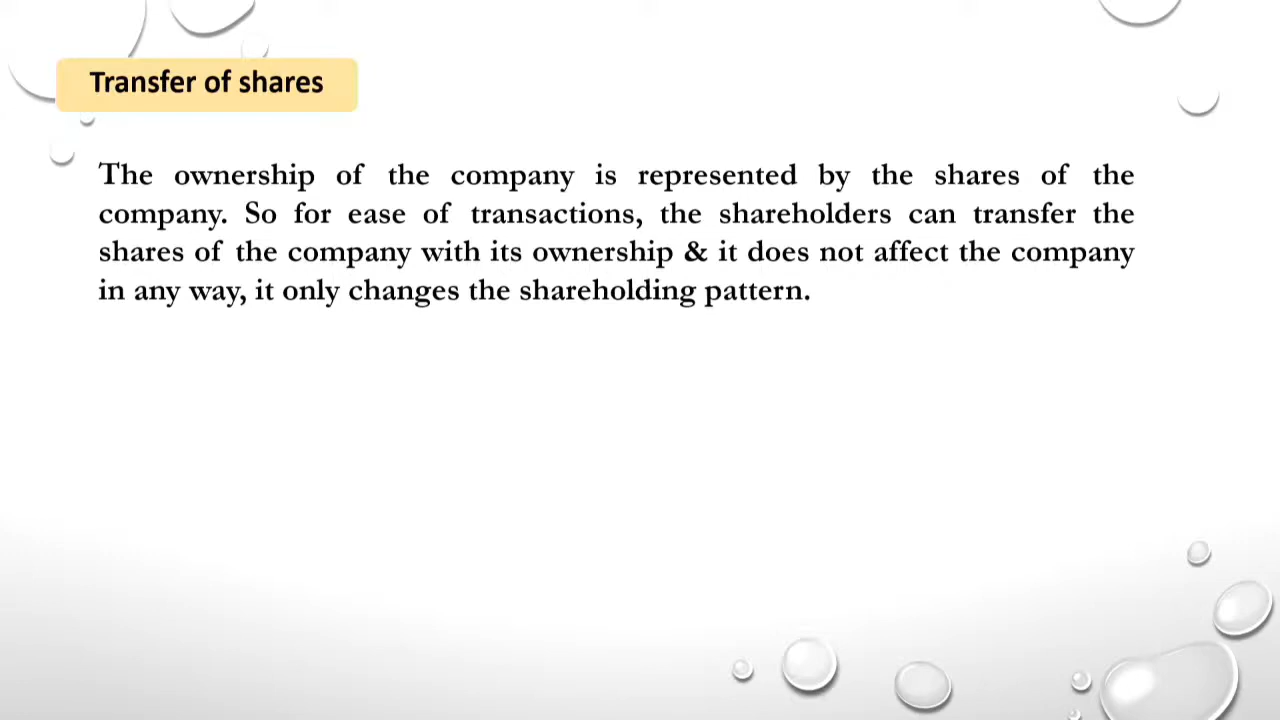 Transfer of shares
The ownership of the company is represented by the shares of the
company. So for ease of transactions, the shareholders can transfer the
shares of the company with its ownership & it does not affect the company
in any way, it only changes the shareholding pattern.